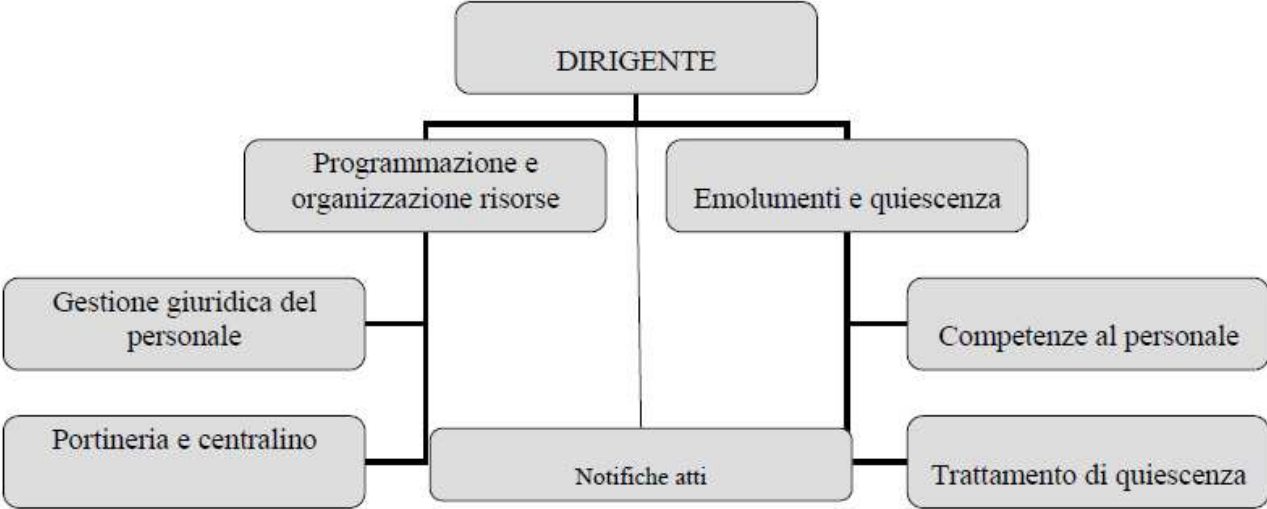 DIRIGENTE
Programmazione e
organizzazione risorse
Emolumenti e quiescenza
Gestione giuridica del
personale
Competenze al personale
Portineria e centralino
Notifiche atti
Trattamento di quiescenza